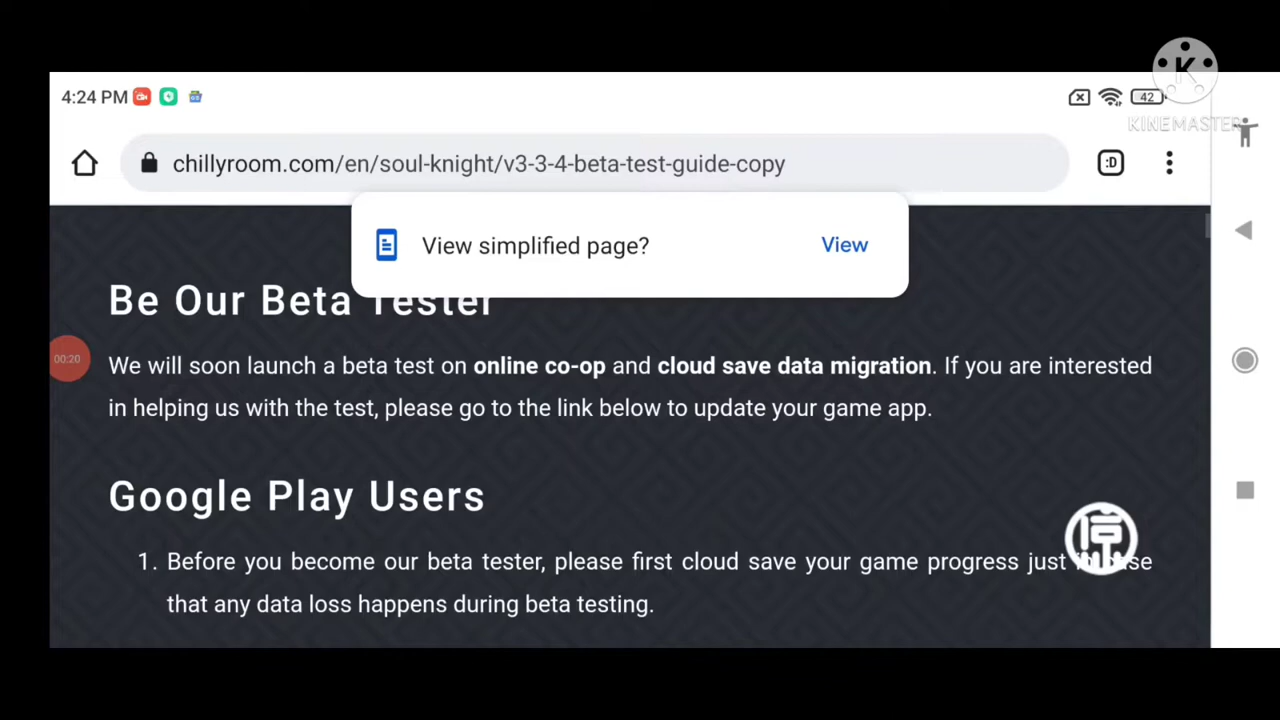 4:24 PM
42
K
KINEMASTER
chillyroom.com/en/soul-knight/v3-3-4-beta-test-guide-copy
:D
View simplified page?
View
Be Our Beta Tester
00:20
We will soon launch a beta test on online co-op and cloud save data migration. If you are interested
in helping us with the test, please go to the link below to update your game app.
Google Play Users
1. Before you become our beta tester, please first cloud save your game progress just in case
that any data loss happens during beta testing.